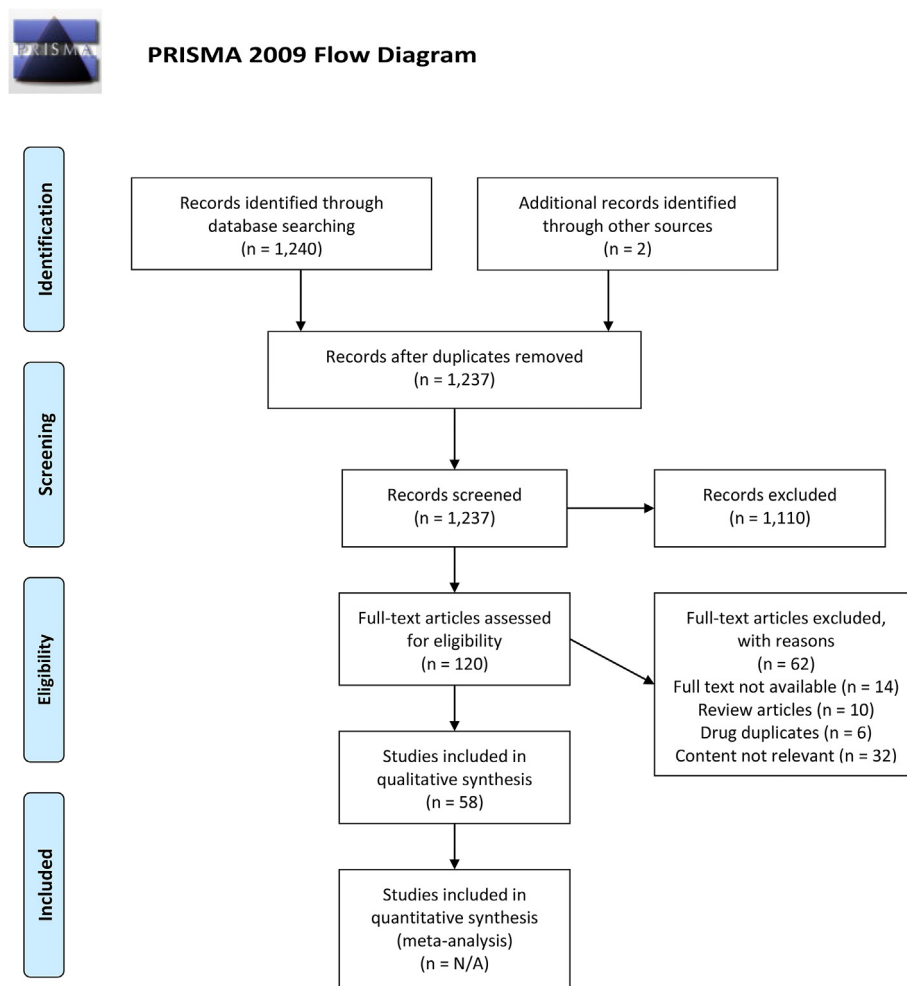 PRISMA
PRISMA 2009 Flow Diagram
Identification
Records identified through
database searching
(n = 1,240)
Additional records identified
through other sources
(n = 2)
Records after duplicates removed
(n = 1,237)
Screening
Records screened
(n = 1,237)
Records excluded
(n = 1,110)
Eligibility
Full-text articles assessed
for eligibility
(n = 120)
Full-text articles excluded,
with reasons
(n = 62)
Full text not available (n = 14)
Review articles (n = 10)
Drug duplicates (n = 6)
Content not relevant (n = 32)
Studies included in
qualitative synthesis
(n = 58)
Included
Studies included in
quantitative synthesis
(meta-analysis)
(n = N/A)